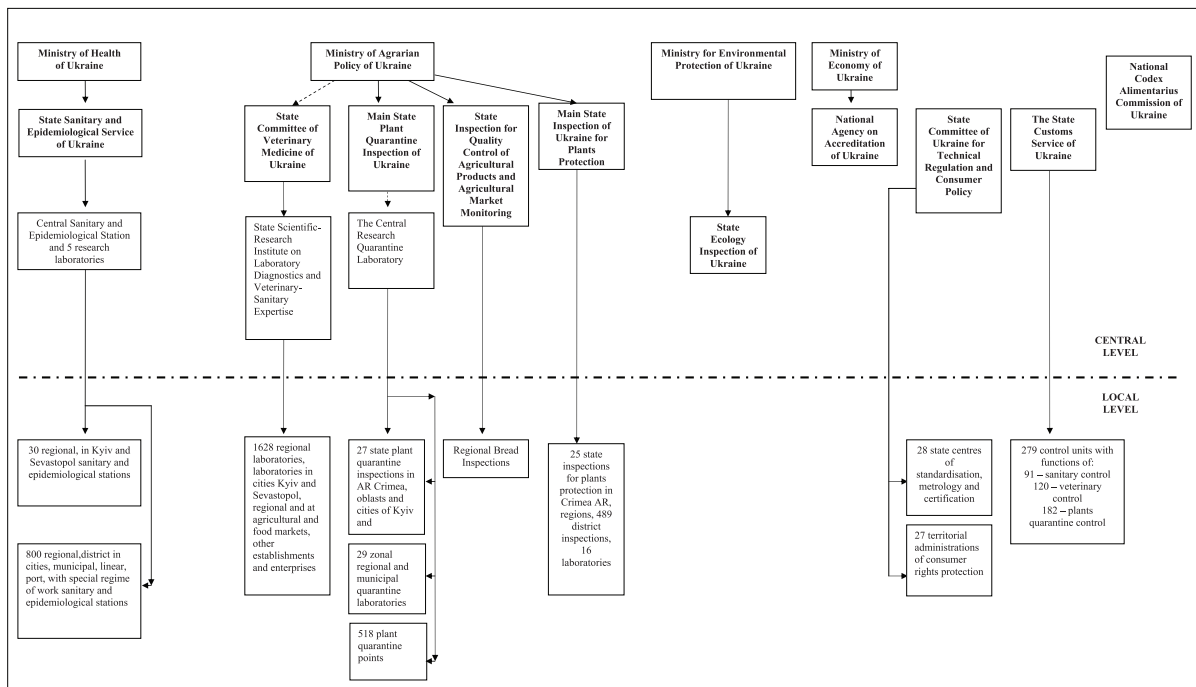 Ministry of Health
of Ukraine
Ministry of Agrarian
Policy of Ukraine
Ministry for Environmental
Protection of Ukraine
Ministry of
Economy of
Ukraine
National
Codex
Alimentarius
Commission of
Ukraine
State Sanitary and
Epidemiological Service
of Ukraine
State
Committee of
Veterinary
Medicine of
Ukraine
Main State
Plant
Quarantine
Inspection of
Ukraine
State
Inspection for
Quality
Control of
Agricultural
Products and
Agricultural
Market
Monitoring
Main State
Inspection of
Ukraine for
Plants
Protection
National
Agency on
Accreditation
of Ukraine
State
Committee of
Ukraine for
Technical
Regulation and
Consumer
Policy
The State
Customs
Service of
Ukraine
Central Sanitary and
Epidemiological Station
and 5 research
laboratories
State Scientific-
Research
Institute on
Laboratory
Diagnostics and
Veterinary-
Sanitary
Expertise
The Central
Research
Quarantine
Laboratory
State
Ecology
Inspection of
Ukraine
CENTRAL
LEVEL
LOCAL
LEVEL
30 regional, in Kyiv and
Sevastopol sanitary and
epidemiological stations
800 regional,district in
cities, municipal, linear,
port, with special regime
of work sanitary and
epidemiological stations
1628 regional
laboratories,
laboratories in
cities Kyiv and
Sevastopol,
regional and at
agricultural and
food markets,
other
establishments
and enterprises
27 state plant
quarantine
inspections in
AR Crimea,
oblasts and
cities of Kyiv
and
29 zonal
regional and
municipal
quarantine
laboratories
518 plant
quarantine
points
Regional Bread
Inspections
25 state
inspections
for plants
protection in
Crimea AR,
regions, 489
district
inspections,
16
laboratories
28 state centres
of
standardisation,
metrology and
certification
27 territorial
administrations
of consumer
rights protection
279 control units with
functions of:
91 – sanitary control
120 – veterinary
control
182 – plants
quarantine control